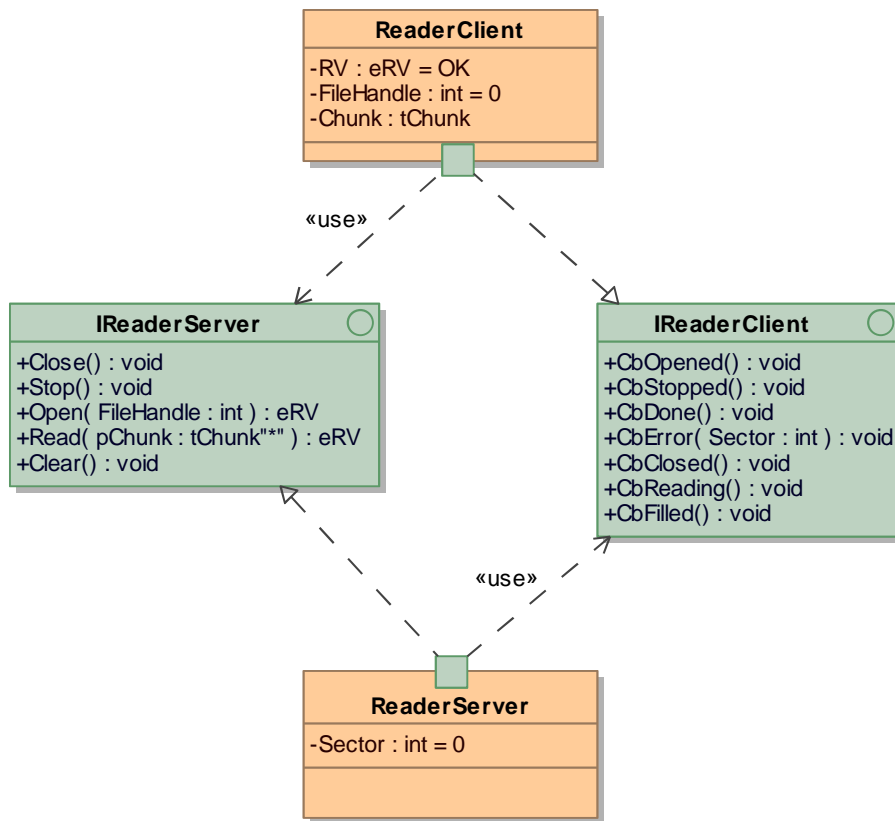 ReaderClient
-RV : eRV = OK
-FileHandle : int = 0
-Chunk : tChunk
«use»
IReaderServer
+Close() : void
+Stop() : void
+Open( FileHandle : int ) : eRV
+Read( pChunk : tChunk"*" ) : eRV
+Clear() : void
IReaderClient
+CbOpened() : void
+CbStopped() : void
+CbDone() : void
+CbError( Sector : int ) : void
+CbClosed() : void
+CbReading() : void
+CbFilled() : void
«use»
ReaderServer
-Sector : int = 0